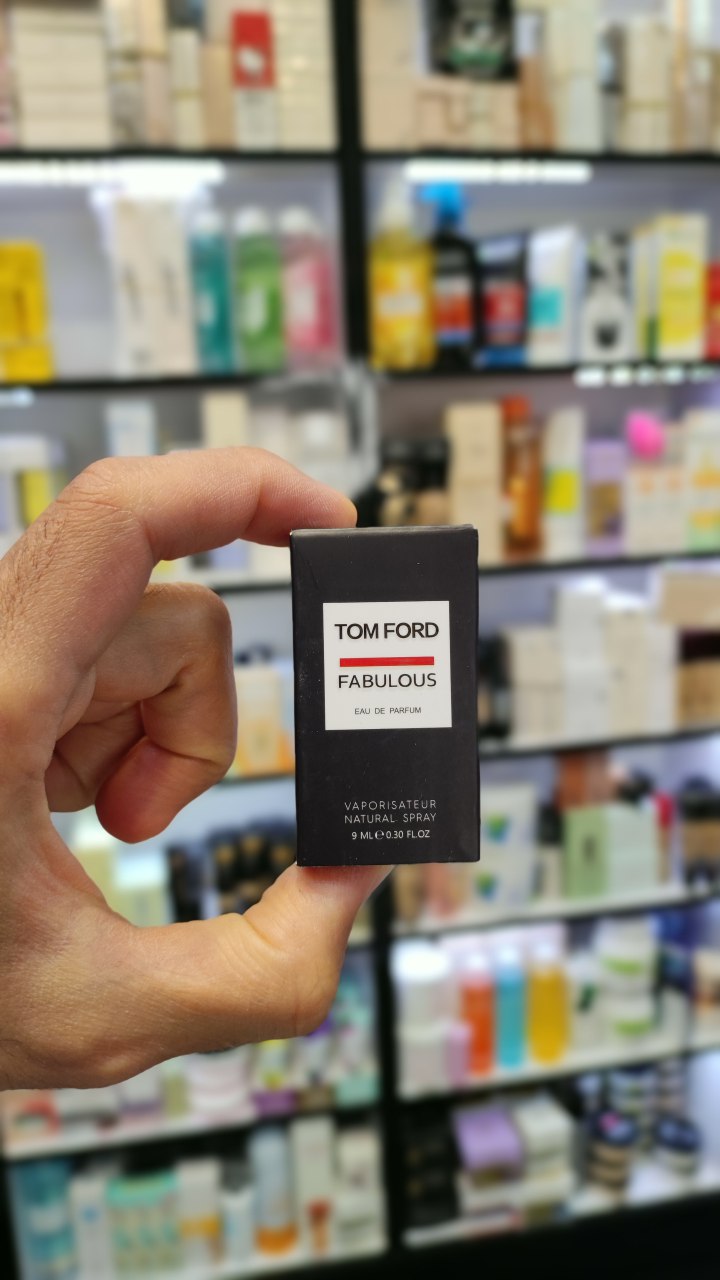 TOM FORD
FABULOUS
EAU DE PARFUM
VAPORISATEUR
NATURAL SPRAY
9 ML ℮ 0.30 FL.OZ